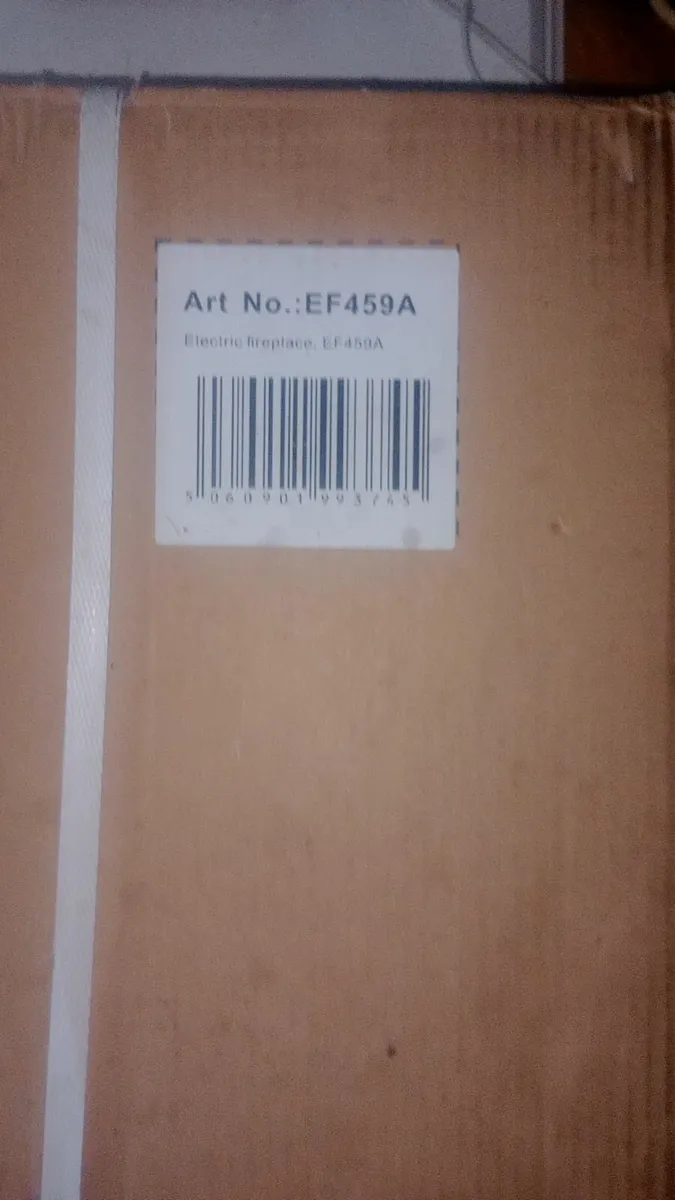 Art No.:EF459A
Electric fireplace, EF459A
5 060901 993745